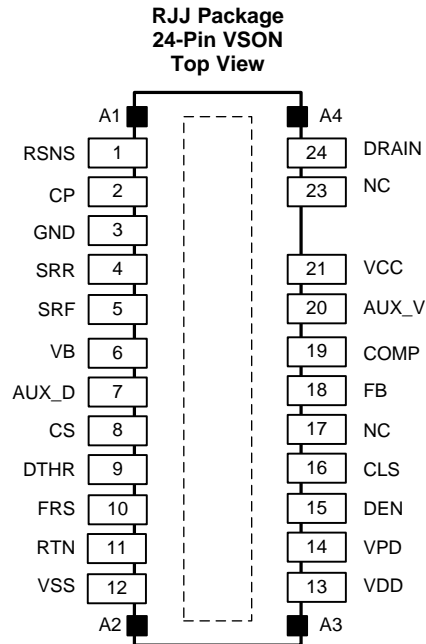 RJJ Package
24-Pin VSON
Top View
A1 A4
RSNS 1 24 DRAIN
CP 2 23 NC
GND 3
SRR 4 21 VCC
SRF 5 20 AUX_V
VB 6 19 COMP
AUX_D 7 18 FB
CS 8 17 NC
DTHR 9 16 CLS
FRS 10 15 DEN
RTN 11 14 VPD
VSS 12 13 VDD
A2 A3